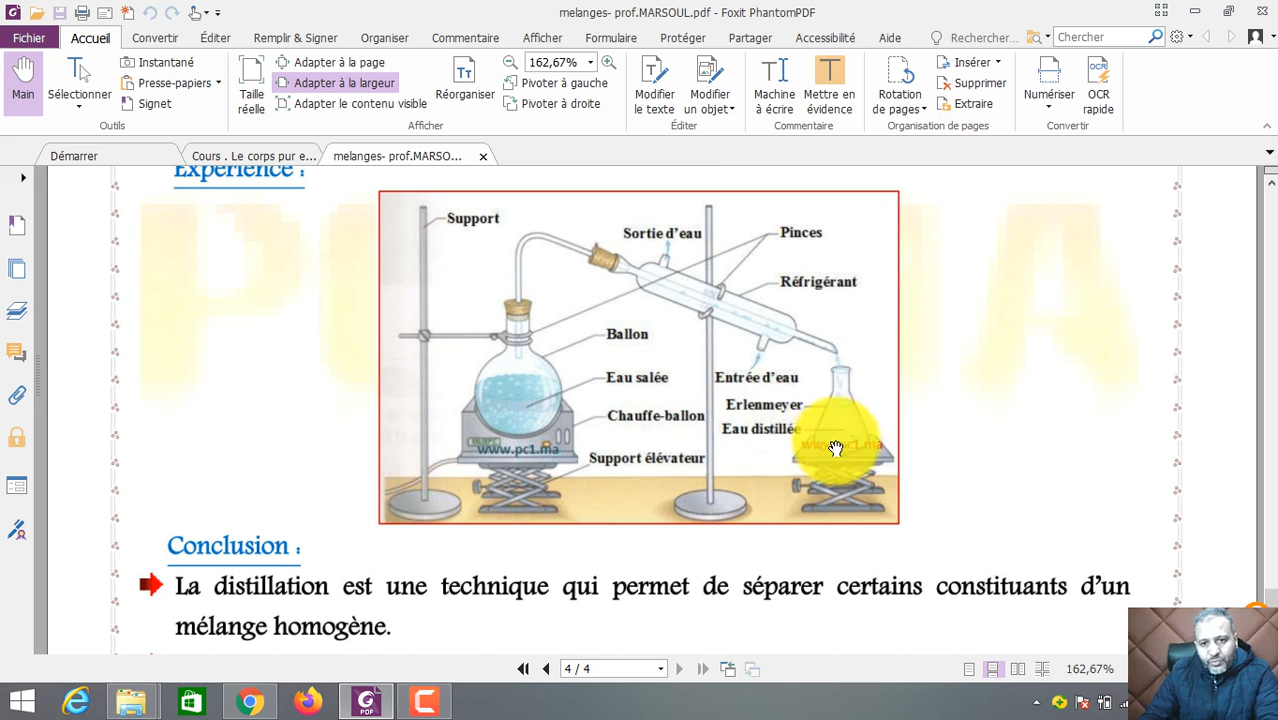 melanges- prof.MARSOUL.pdf - Foxit PhantomPDF
Fichier Accueil Convertir Éditer Remplir & Signer Organiser Commentaire Afficher Formulaire Protéger Partager Accessibilité Aide Rechercher... Chercher
Main
Sélectionner
Instantané
Presse-papiers
Signet
Outils
Taille réelle
Adapter à la page
Adapter à la largeur
Adapter le contenu visible
Réorganiser
162,67%
Pivoter à gauche
Pivoter à droite
Afficher
Modifier le texte
Modifier un objet
Éditer
Machine à écrire
Mettre en évidence
Commentaire
Rotation de pages
Insérer
Supprimer
Extraire
Organisation de pages
Numériser
OCR rapide
Convertir
Démarrer
Cours . Le corps pur e...
melanges- prof.MARSO...
Expérience :
Support
Sortie d'eau
Pinces
Réfrigérant
Ballon
Eau salée
Entrée d'eau
Erlenmeyer
Chauffe-ballon
Eau distillée
www.pc1.ma
www.pc1.ma
Support élévateur
Conclusion :
La distillation est une technique qui permet de séparer certains constituants d'un
mélange homogène.
4 / 4
162,67%